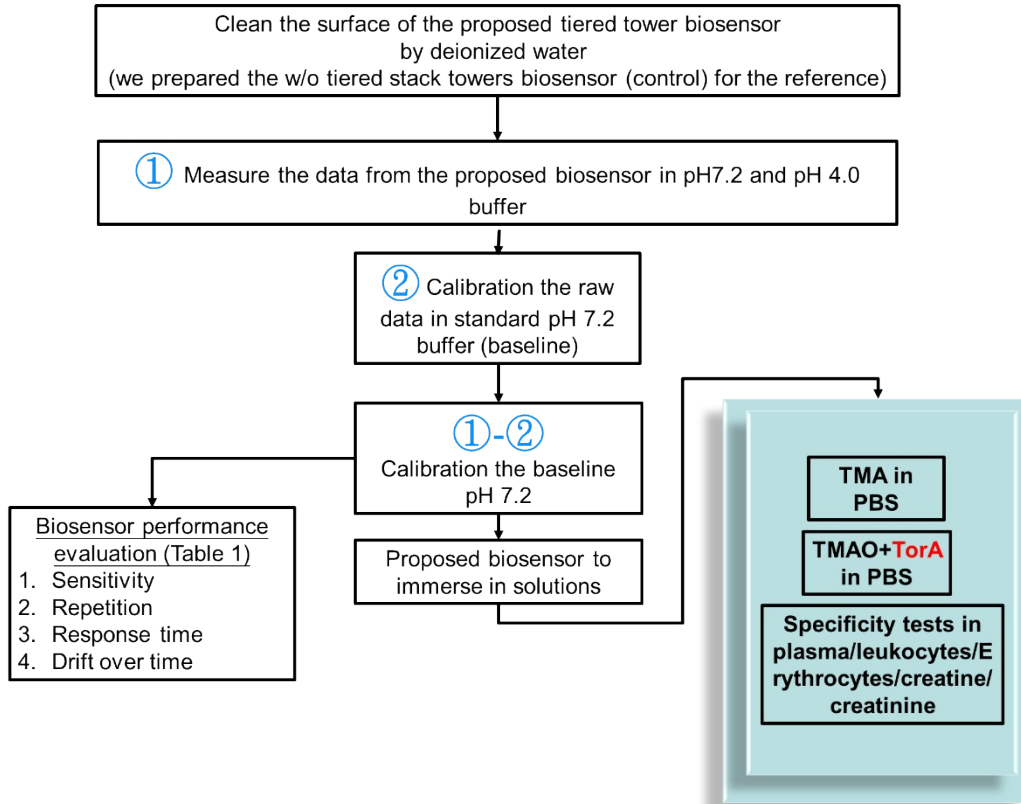 Clean the surface of the proposed tiered tower biosensor
by deionized water
(we prepared the w/o tiered stack towers biosensor (control) for the reference)
① Measure the data from the proposed biosensor in pH7.2 and pH 4.0
buffer
② Calibration the raw
data in standard pH 7.2
buffer (baseline)
①-②
Calibration the baseline
pH 7.2
Biosensor performance
evaluation (Table 1)
1. Sensitivity
2. Repetition
3. Response time
4. Drift over time
Proposed biosensor to
immerse in solutions
TMA in
PBS
TMAO+TorA
in PBS
Specificity tests in
plasma/leukocytes/E
rythrocytes/creatine/
creatinine